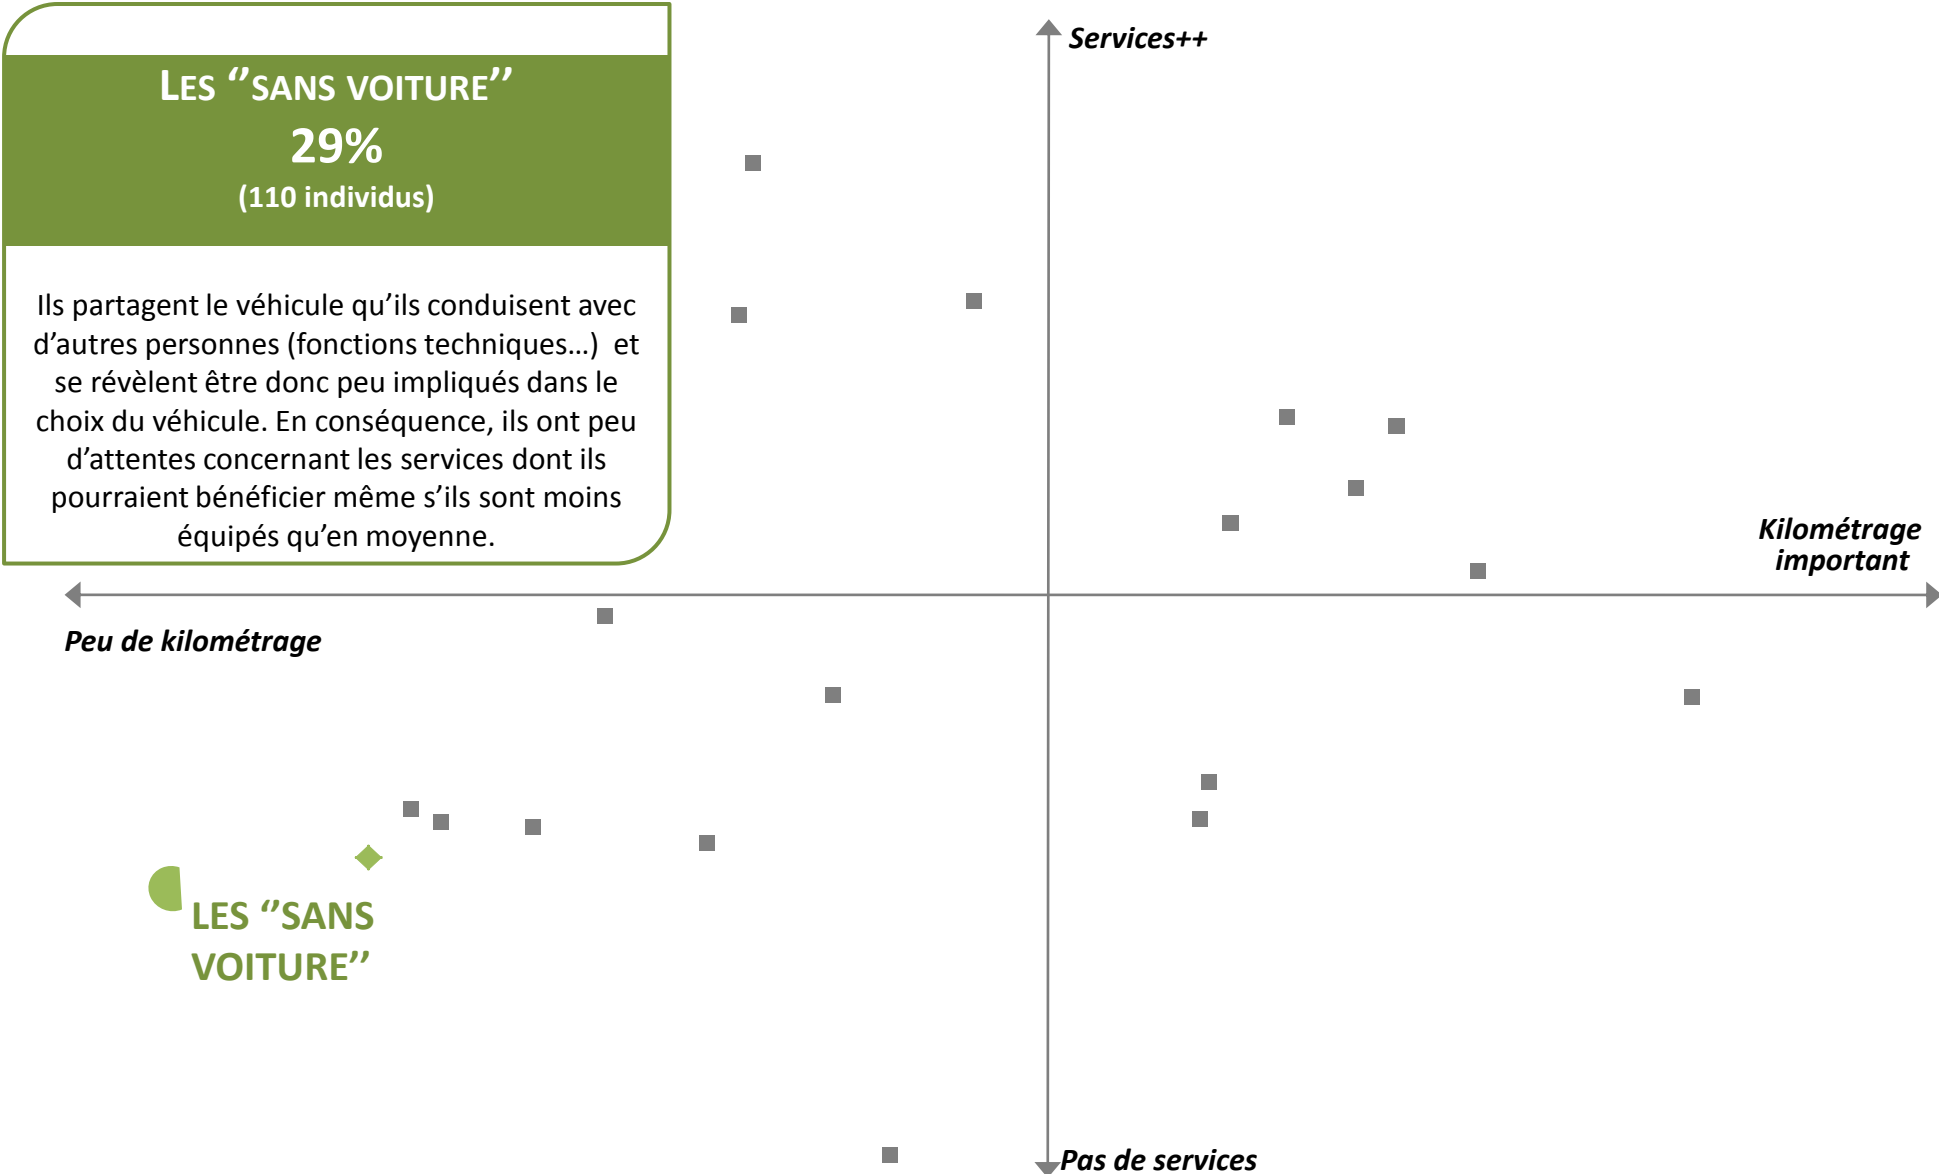 LES ‘’SANS VOITURE’’
29%
(110 individus)
Ils partagent le véhicule qu’ils conduisent avec
d’autres personnes (fonctions techniques…)  et
se révèlent être donc peu impliqués dans le
choix du véhicule. En conséquence, ils ont peu
d’attentes concernant les services dont ils
pourraient bénéficier même s’ils sont moins
équipés qu’en moyenne.
Services++
Kilométrage
important
Peu de kilométrage
LES ‘’SANS
VOITURE’’
Pas de services